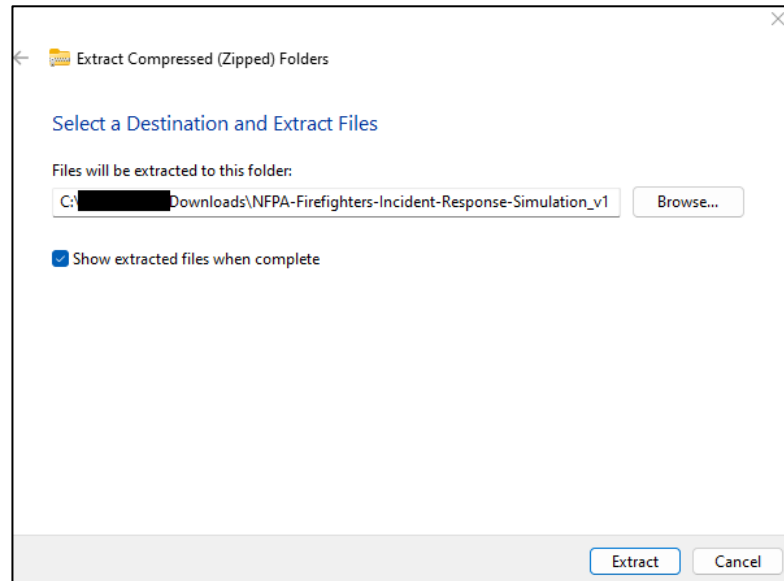 Extract Compressed (Zipped) Folders
Select a Destination and Extract Files
Files will be extracted to this folder:
C:\ Downloads\NFPA-Firefighters-Incident-Response-Simulation_v1
Browse...
Show extracted files when complete
Extract
Cancel